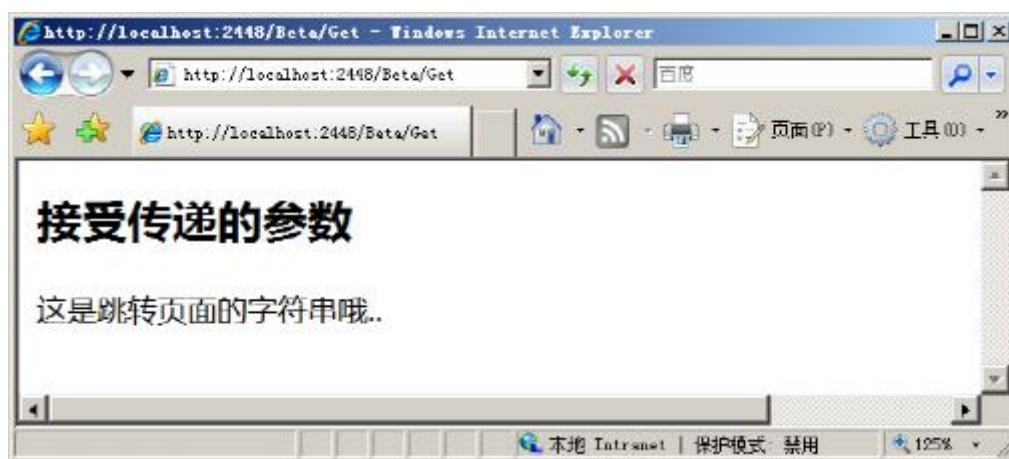 http://localhost:2448/Beta/Get - Windows Internet Explorer
http://localhost:2448/Beta/Get
百度
http://localhost:2448/Beta/Get
页面(P)
工具(O)
接受传递的参数
这是跳转页面的字符串哦..
本地 Intranet | 保护模式: 禁用
125%